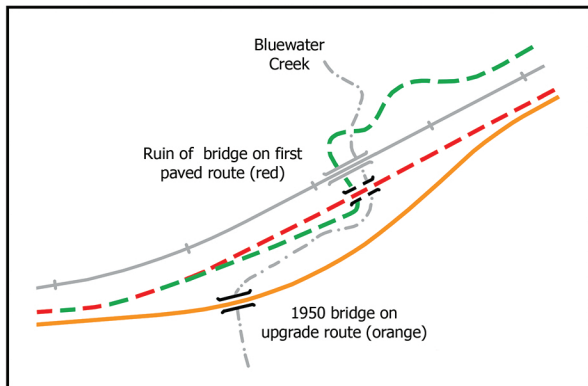 Bluewater
Creek
Ruin of bridge on first
paved route (red)
1950 bridge on
upgrade route (orange)